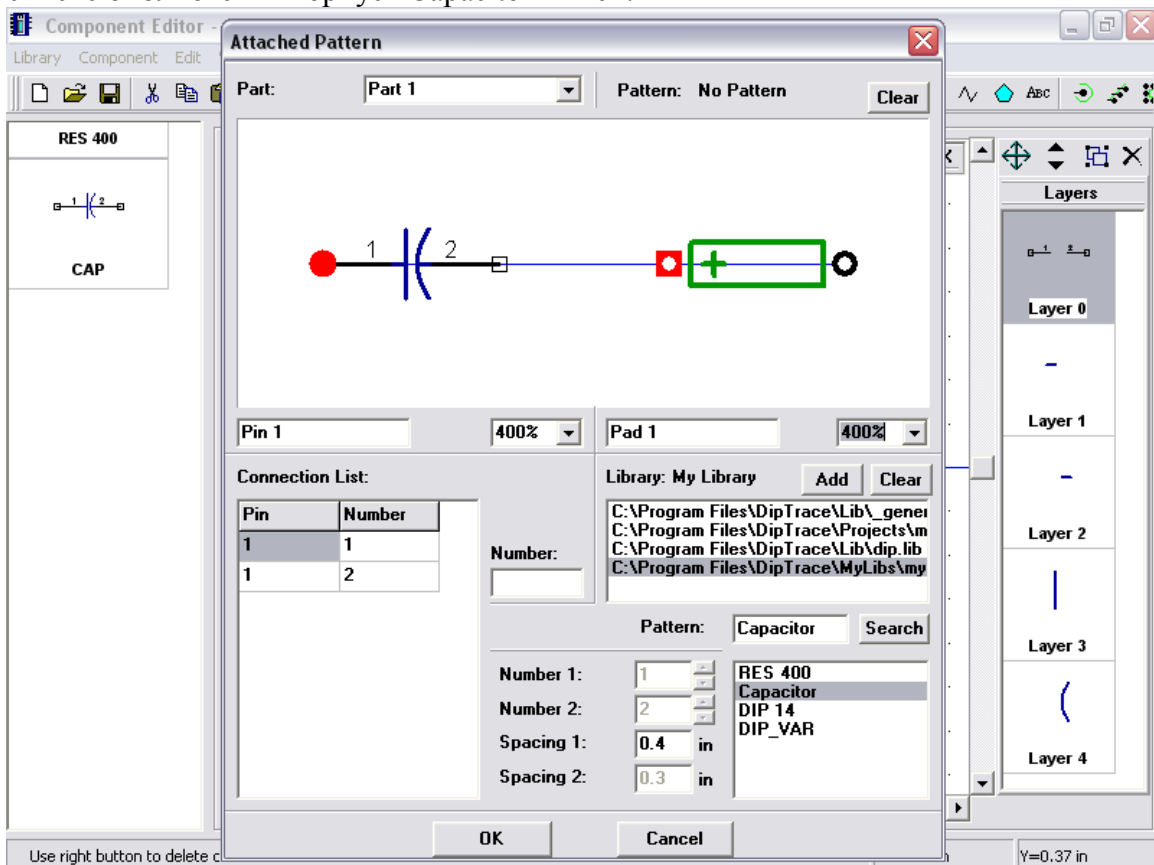 Component Editor -
Library Component Edit
Attached Pattern
Part: Part 1 Pattern: No Pattern Clear
ABC
RES 400
1 2
CAP
1 2
Layers
1 2
Layer 0
Layer 1
Layer 2
Layer 3
Layer 4
Pin 1 400% Pad 1 400%
Connection List:
Pin Number
1 1
1 2
Number:
Library: My Library Add Clear
C:\Program Files\DipTrace\Lib\_gener
C:\Program Files\DipTrace\Projects\m
C:\Program Files\DipTrace\Lib\dip.lib
C:\Program Files\DipTrace\MyLibs\my
Pattern: Capacitor Search
Number 1: 1
Number 2: 2
Spacing 1: 0.4 in
Spacing 2: 0.3 in
RES 400
Capacitor
DIP 14
DIP_VAR
OK Cancel
Use right button to delete c
Y=0.37 in